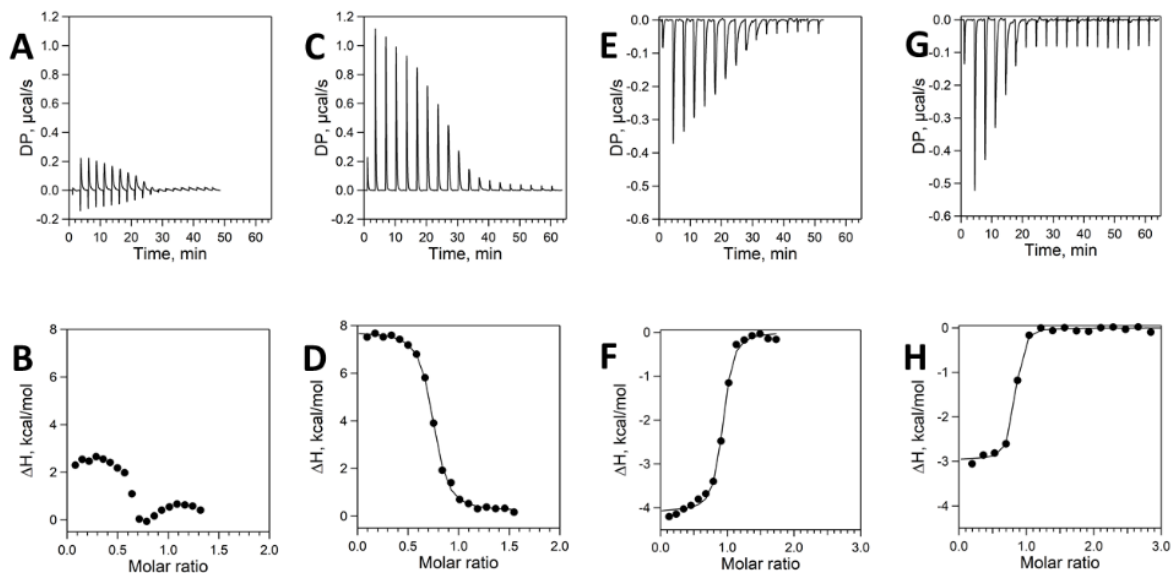 A
DP, µcal/s
1.2
1.0
0.8
0.6
0.4
0.2
0.0
-0.2
0 10 20 30 40 50 60
Time, min
C
DP, µcal/s
1.2
1.0
0.8
0.6
0.4
0.2
0.0
-0.2
0 10 20 30 40 50 60
Time, min
E
DP, µcal/s
0.0
-0.1
-0.2
-0.3
-0.4
-0.5
-0.6
0 10 20 30 40 50 60
Time, min
G
DP, µcal/s
0.0
-0.1
-0.2
-0.3
-0.4
-0.5
-0.6
0 10 20 30 40 50 60
Time, min
B
ΔH, kcal/mol
8
6
4
2
0
0.0 0.5 1.0 1.5 2.0
Molar ratio
D
ΔH, kcal/mol
8
6
4
2
0
0.0 0.5 1.0 1.5 2.0
Molar ratio
F
ΔH, kcal/mol
0
-1
-2
-3
-4
0.0 1.0 2.0 3.0
Molar ratio
H
ΔH, kcal/mol
0
-1
-2
-3
-4
0.0 1.0 2.0 3.0
Molar ratio